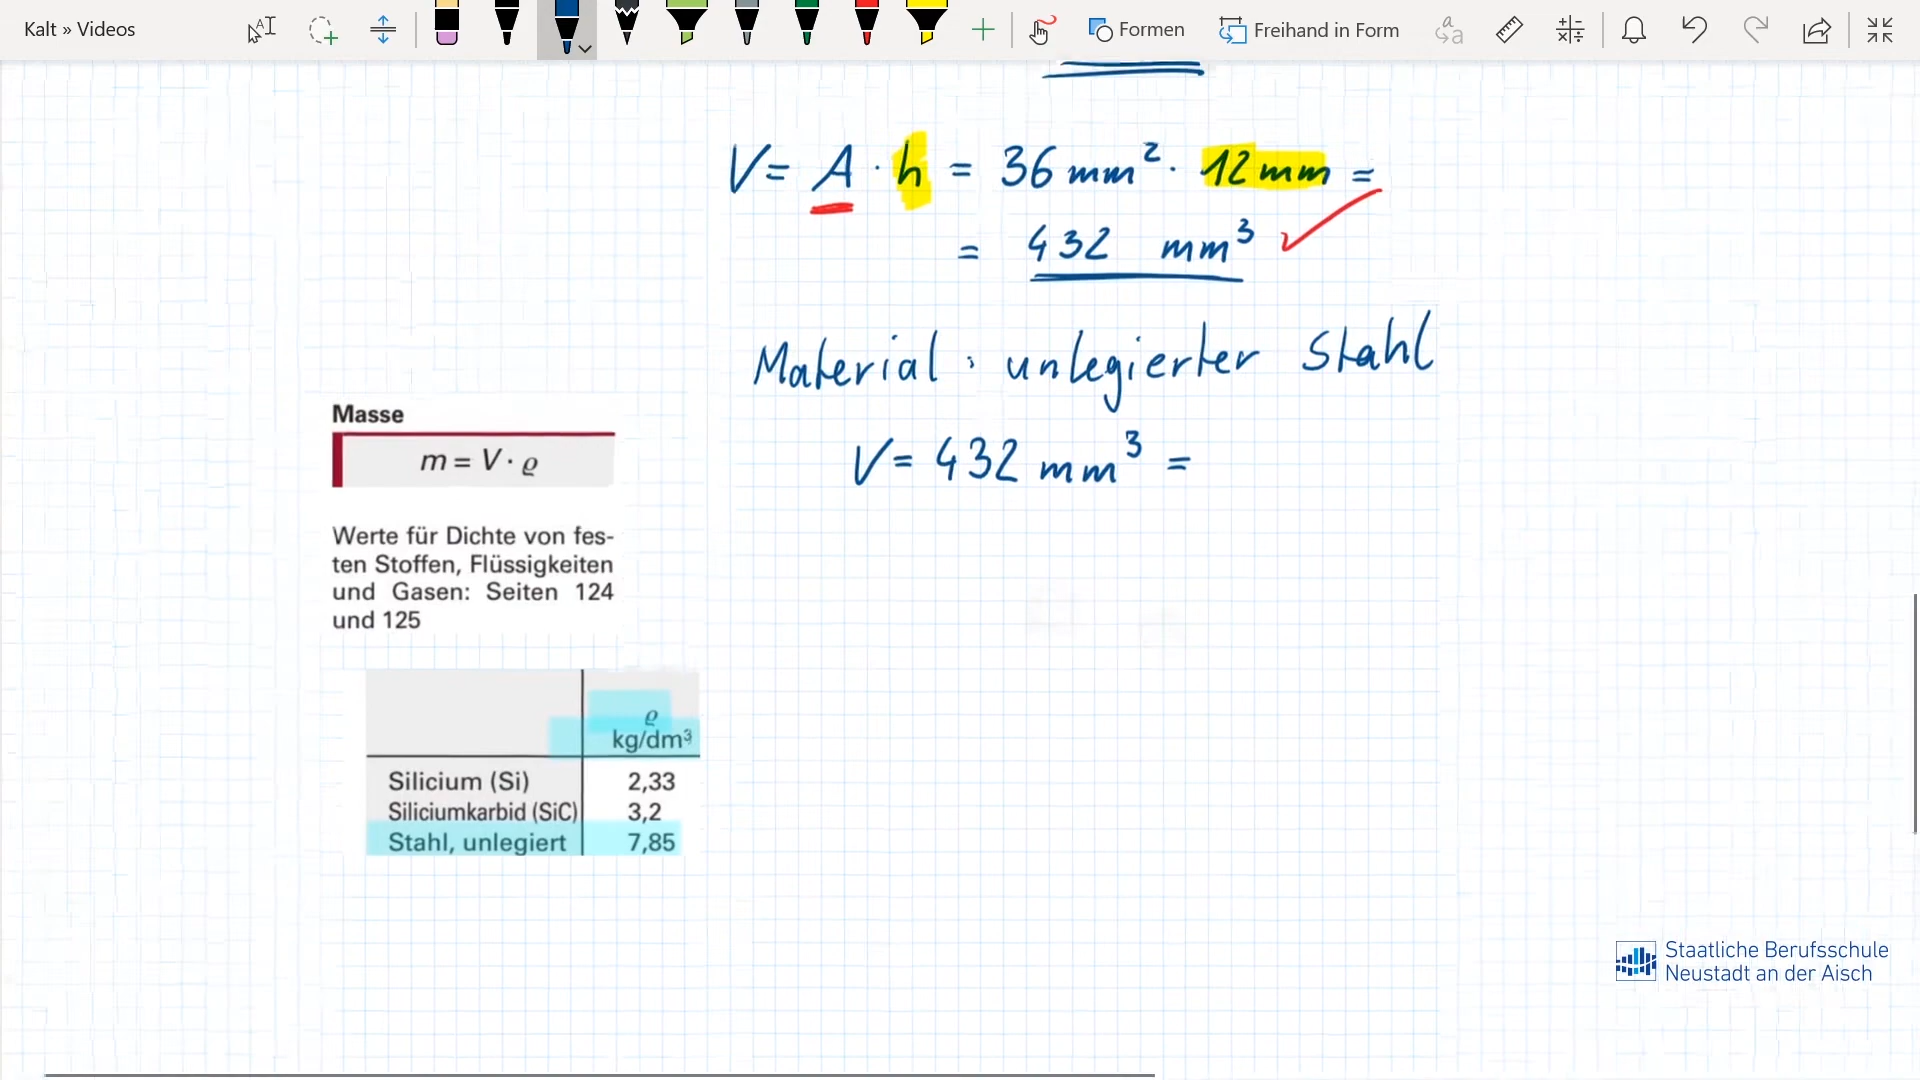 Kalt » Videos
Formen
Freihand in Form
V = A · h = 36 mm² · 12 mm =
= 432 mm³ ✓
Material: unlegierter Stahl
V = 432 mm³ =
Masse
m = V · ϱ
Werte für Dichte von fes-
ten Stoffen, Flüssigkeiten
und Gasen: Seiten 124
und 125
ϱ
kg/dm³
Silicium (Si) 2,33
Siliciumkarbid (SiC) 3,2
Stahl, unlegiert 7,85
Staatliche Berufsschule
Neustadt an der Aisch